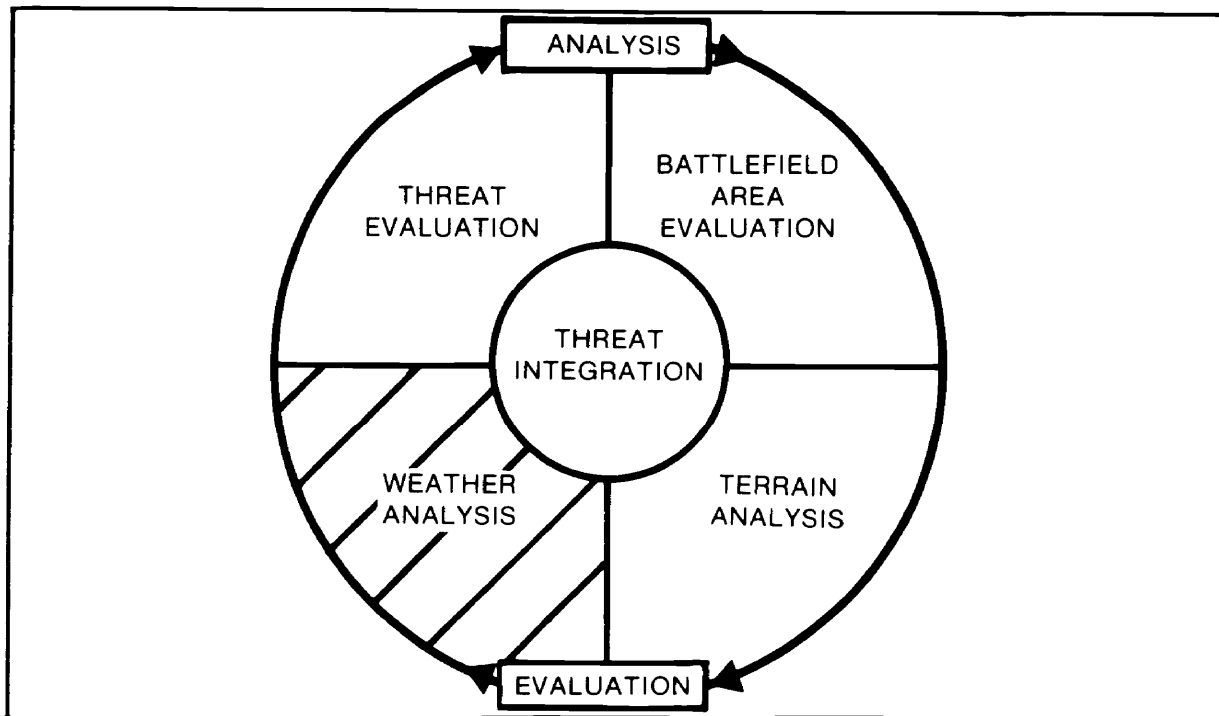 ANALYSIS
THREAT
EVALUATION
BATTLEFIELD
AREA
EVALUATION
THREAT
INTEGRATION
WEATHER
ANALYSIS
TERRAIN
ANALYSIS
EVALUATION